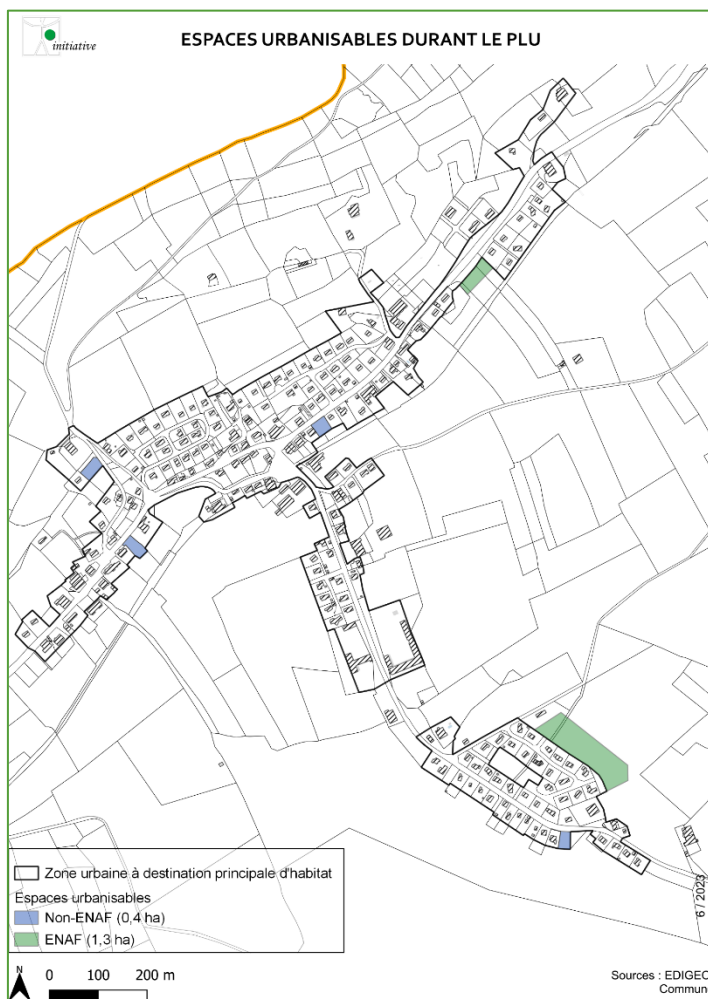 initiative
ESPACES URBANISABLES DURANT LE PLU
Zone urbaine à destination principale d'habitat
Espaces urbanisables
Non-ENAF (0,4 ha)
ENAF (1,3 ha)
6 / 2023
N
0 100 200 m
Sources : EDIGEO
Commune